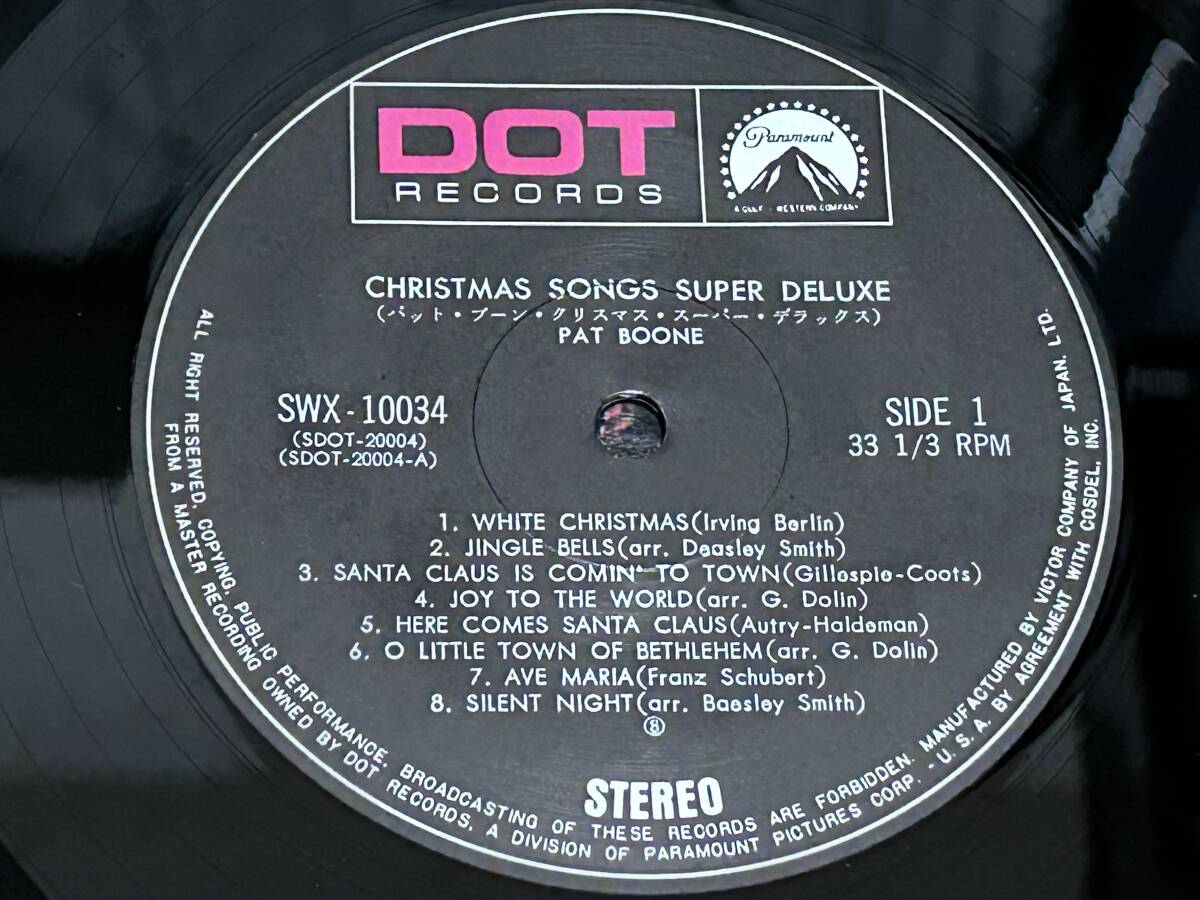 DOT
RECORDS
Paramount
A GULF + WESTERN COMPANY
CHRISTMAS SONGS SUPER DELUXE
(パット・ブーン・クリスマス・スーパー・デラックス)
PAT BOONE
SWX-10034
(SDOT-20004)
(SDOT-20004-A)
SIDE 1
33 1/3 RPM
1. WHITE CHRISTMAS(Irving Berlin)
2. JINGLE BELLS(arr. Deasley Smith)
3. SANTA CLAUS IS COMIN' TO TOWN(Gillespie-Coots)
4. JOY TO THE WORLD(arr. G. Dolin)
5. HERE COMES SANTA CLAUS(Autry-Haldeman)
6. O LITTLE TOWN OF BETHLEHEM(arr. G. Dolin)
7. AVE MARIA(Franz Schubert)
8. SILENT NIGHT(arr. Baesley Smith)
⑧
STEREO
ALL RIGHT RESERVED. COPYING, PUBLIC PERFORMANCE, BROADCASTING OF THESE RECORDS ARE FORBIDDEN. MANUFACTURED BY VICTOR COMPANY OF JAPAN, LTD.
FROM A MASTER RECORDING OWNED BY DOT RECORDS, A DIVISION OF PARAMOUNT PICTURES CORP. - U. S. A. BY AGREEMENT WITH COSDEL, INC.